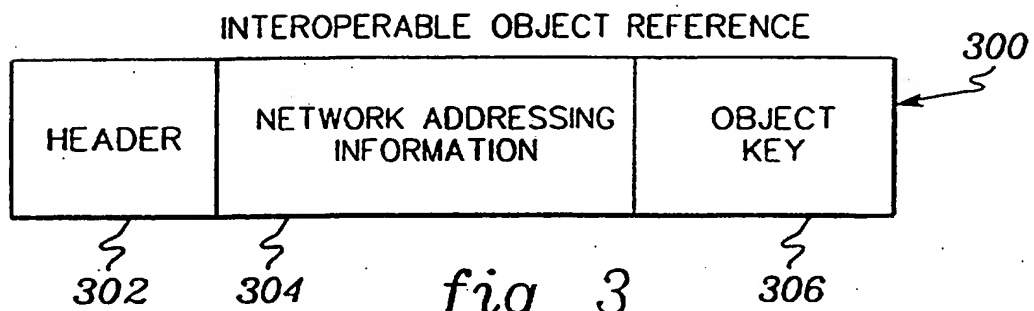 INTEROPERABLE OBJECT REFERENCE
300
HEADER
NETWORK ADDRESSING
INFORMATION
OBJECT
KEY
302
304
306
fig 3